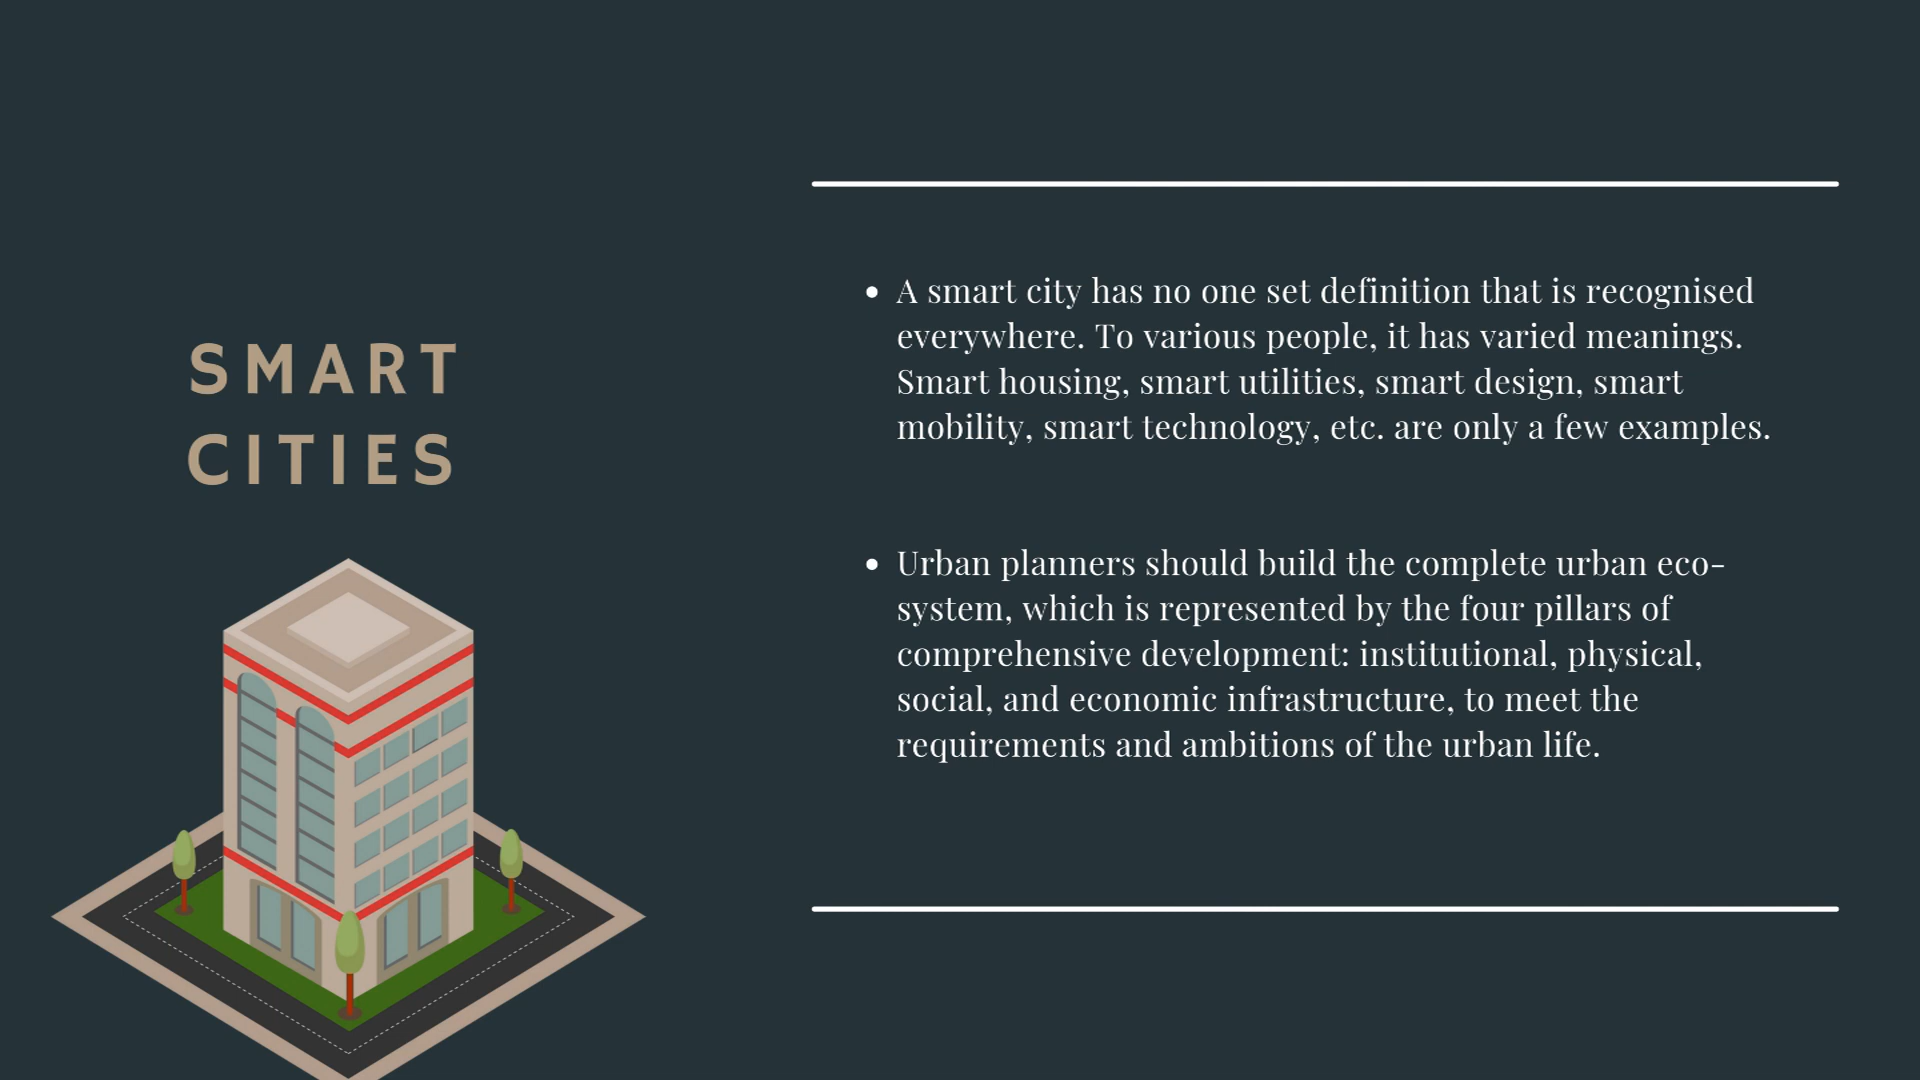 SMART
CITIES
• A smart city has no one set definition that is recognised
everywhere. To various people, it has varied meanings.
Smart housing, smart utilities, smart design, smart
mobility, smart technology, etc. are only a few examples.
• Urban planners should build the complete urban eco-
system, which is represented by the four pillars of
comprehensive development: institutional, physical,
social, and economic infrastructure, to meet the
requirements and ambitions of the urban life.